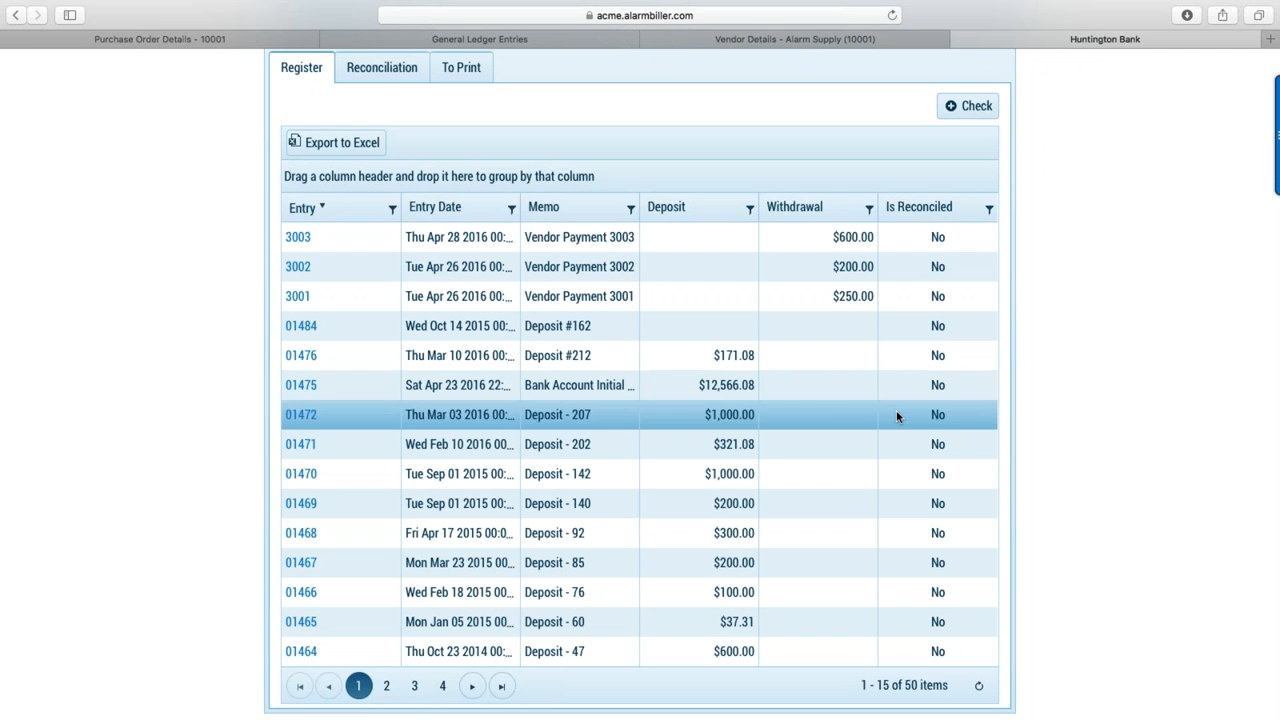 acme.alarmbiller.com
Purchase Order Details - 10001 General Ledger Entries Vendor Details - Alarm Supply (10001) Huntington Bank
Register Reconciliation To Print
Check
Export to Excel
Drag a column header and drop it here to group by that column
Entry Entry Date Memo Deposit Withdrawal Is Reconciled
3003 Thu Apr 28 2016 00:... Vendor Payment 3003 $600.00 No
3002 Tue Apr 26 2016 00:... Vendor Payment 3002 $200.00 No
3001 Tue Apr 26 2016 00:... Vendor Payment 3001 $250.00 No
01484 Wed Oct 14 2015 00:... Deposit #162 No
01476 Thu Mar 10 2016 00:... Deposit #212 $171.08 No
01475 Sat Apr 23 2016 22:... Bank Account Initial ... $12,566.08 No
01472 Thu Mar 03 2016 00:... Deposit - 207 $1,000.00 No
01471 Wed Feb 10 2016 00... Deposit - 202 $321.08 No
01470 Tue Sep 01 2015 00:... Deposit - 142 $1,000.00 No
01469 Tue Sep 01 2015 00:... Deposit - 140 $200.00 No
01468 Fri Apr 17 2015 00:0... Deposit - 92 $300.00 No
01467 Mon Mar 23 2015 00... Deposit - 85 $200.00 No
01466 Wed Feb 18 2015 00... Deposit - 76 $100.00 No
01465 Mon Jan 05 2015 00... Deposit - 60 $37.31 No
01464 Thu Oct 23 2014 00:... Deposit - 47 $600.00 No
1 2 3 4 1 - 15 of 50 items